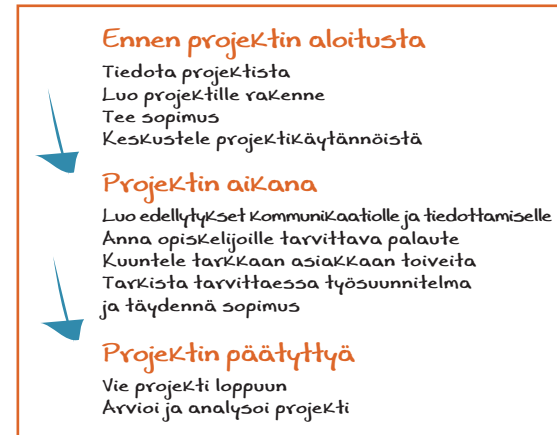 Ennen projektin aloitusta
Tiedota projektista
Luo projektille rakenne
Tee sopimus
Keskustele projektikäytännöistä
Projektin aikana
Luo edellytykset kommunikaatiolle ja tiedottamiselle
Anna opiskelijoille tarvittava palaute
Kuuntele tarkkaan asiakkaan toiveita
Tarkista tarvittaessa työsuunnitelma
ja täydennä sopimus
Projektin päätyttyä
Vie projekti loppuun
Arvioi ja analysoi projekti